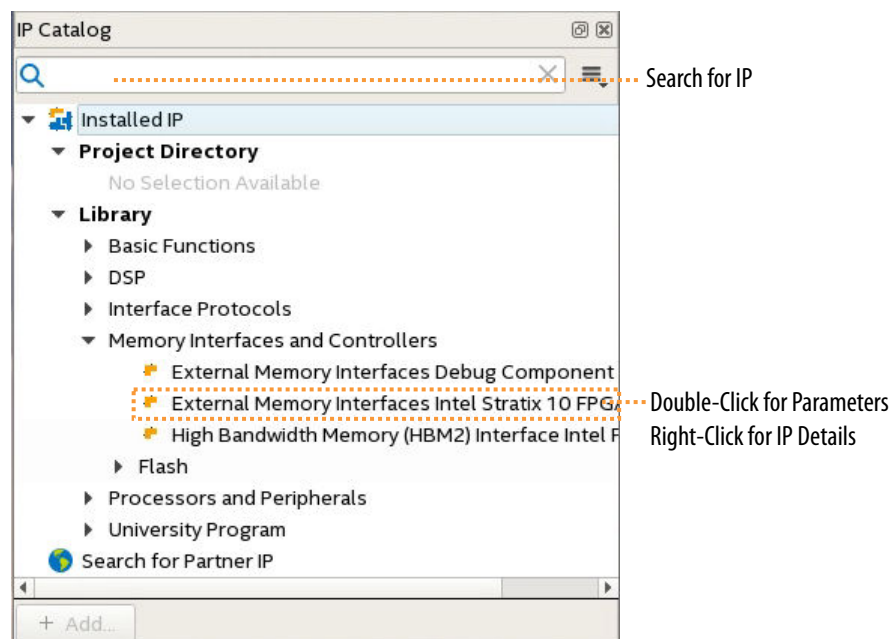 IP Catalog
Search for IP
Installed IP
Project Directory
No Selection Available
Library
Basic Functions
DSP
Interface Protocols
Memory Interfaces and Controllers
External Memory Interfaces Debug Component
External Memory Interfaces Intel Stratix 10 FPGA
Double-Click for Parameters
High Bandwidth Memory (HBM2) Interface Intel F
Right-Click for IP Details
Flash
Processors and Peripherals
University Program
Search for Partner IP
+ Add...